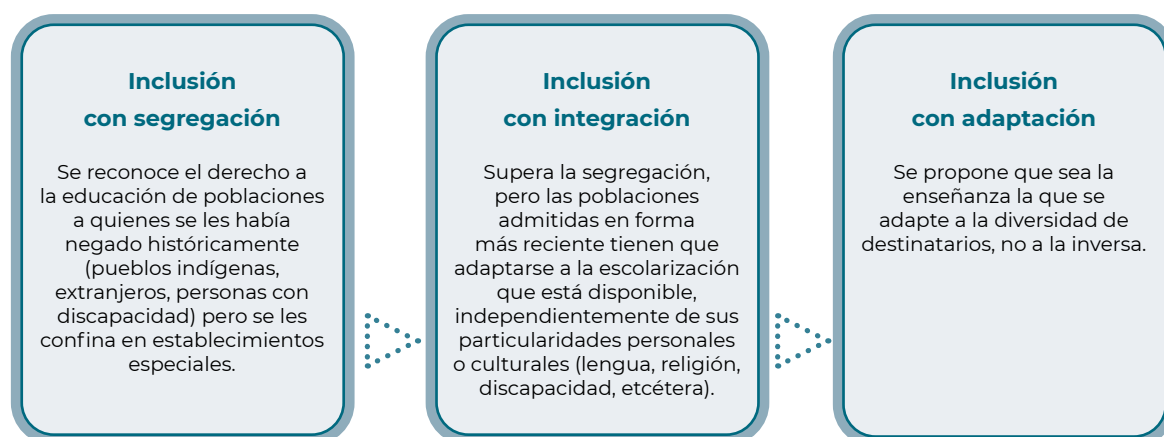 Inclusión
con segregación
Se reconoce el derecho a
la educación de poblaciones
a quienes se les había
negado históricamente
(pueblos indígenas,
extranjeros, personas con
discapacidad) pero se les
confina en establecimientos
especiales.
Inclusión
con integración
Supera la segregación,
pero las poblaciones
admitidas en forma
más reciente tienen que
adaptarse a la escolarización
que está disponible,
independientemente de sus
particularidades personales
o culturales (lengua, religión,
discapacidad, etcétera).
Inclusión
con adaptación
Se propone que sea la
enseñanza la que se
adapte a la diversidad de
destinatarios, no a la inversa.